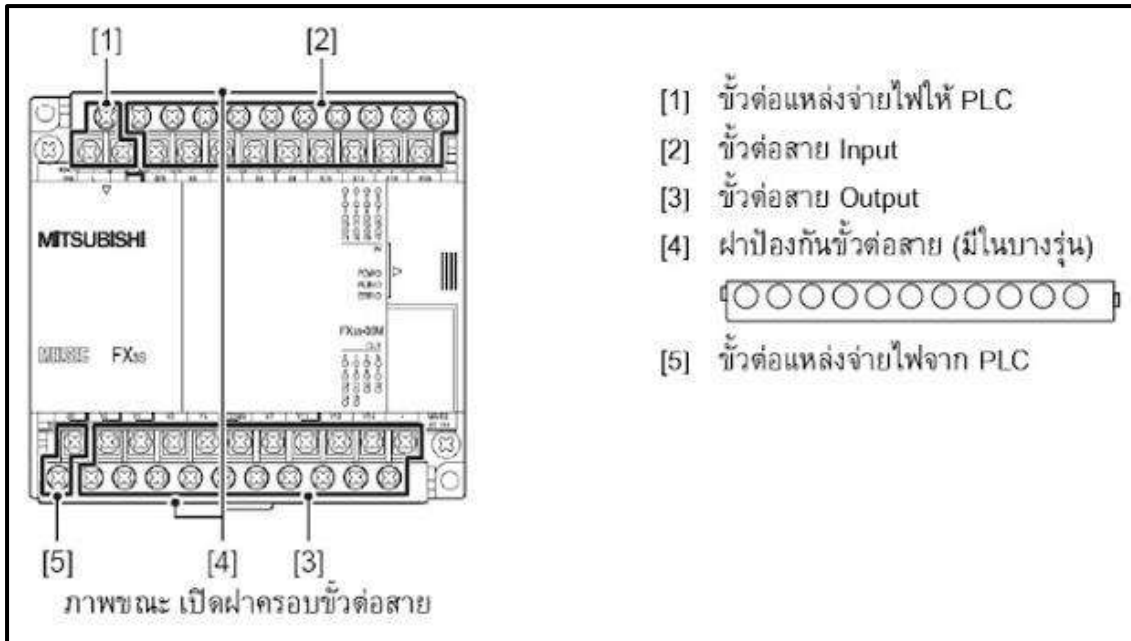 [1]
[2]
MITSUBISHI
FX3S
IN
OUT
[5]
[4]
[3]
ภาพขณะ เปิดฝาครอบขั้วต่อสาย
[1] ขั้วต่อแหล่งจ่ายไฟให้ PLC
[2] ขั้วต่อสาย Input
[3] ขั้วต่อสาย Output
[4] ฝาป้องกันขั้วต่อสาย (มีในบางรุ่น)
[5] ขั้วต่อแหล่งจ่ายไฟจาก PLC